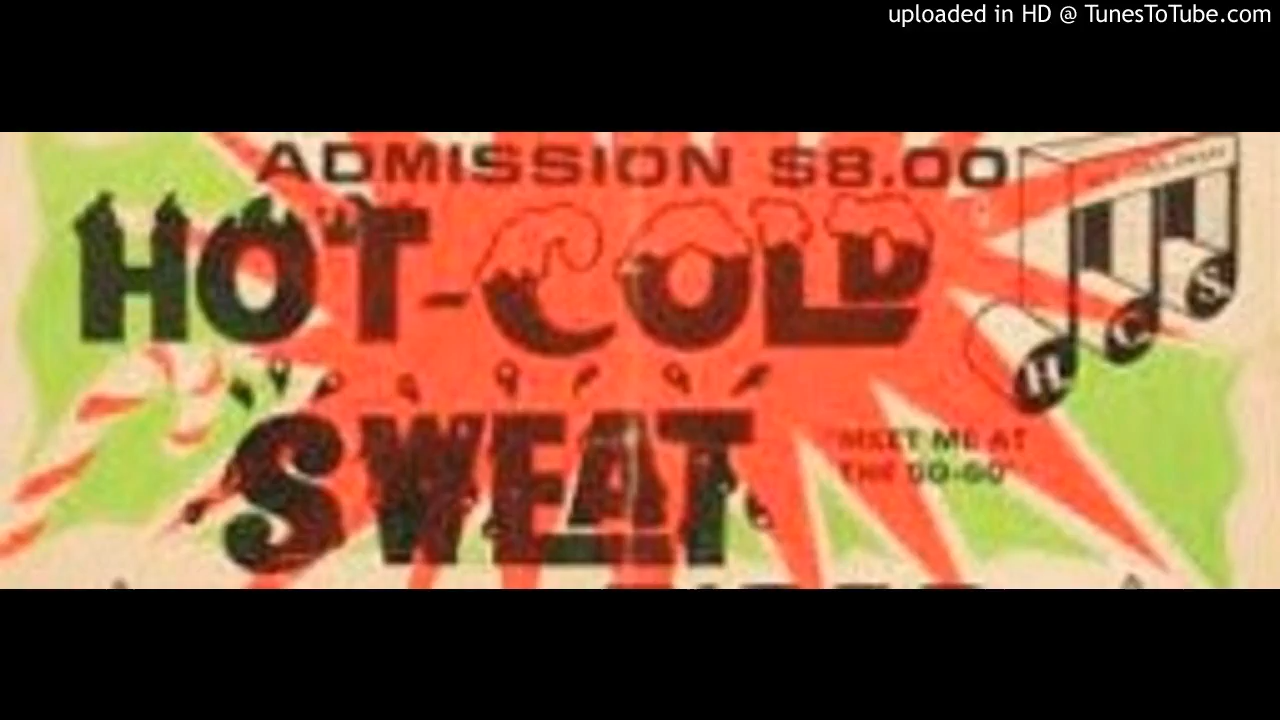 uploaded in HD @ TunesToTube.com
ADMISSION $8.00
HOT-COLD
SWEAT
H C S
"MEET ME AT
THE GO-GO"